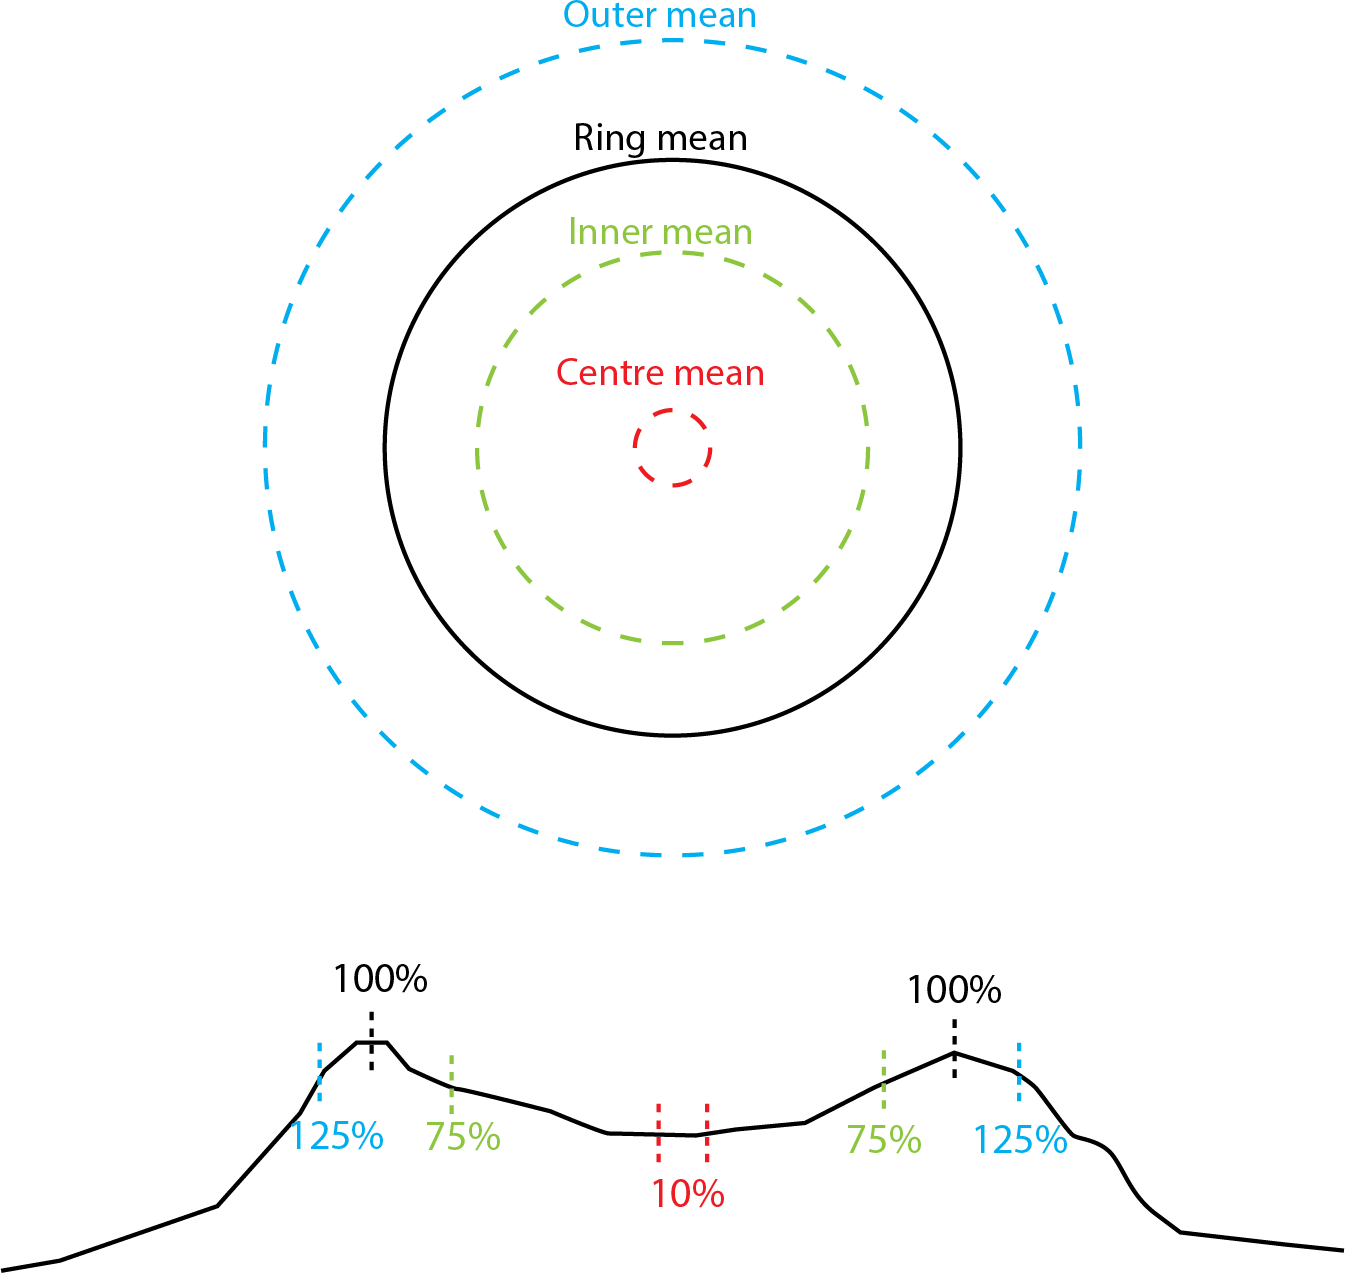 Outer mean
Ring mean
Inner mean
Centre mean
100%
100%
125%
75%
75%
125%
10%